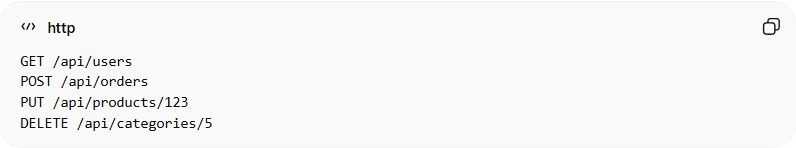 http
GET /api/users
POST /api/orders
PUT /api/products/123
DELETE /api/categories/5